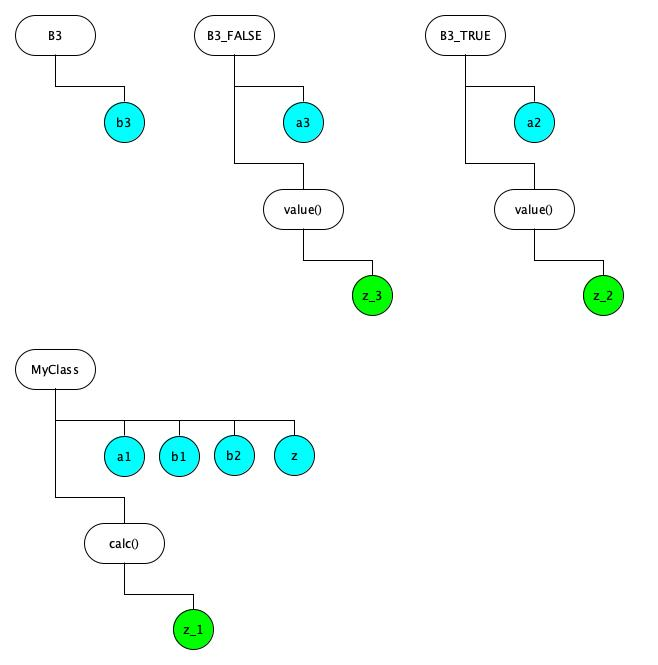 B3
B3_FALSE
B3_TRUE
b3
a3
a2
value()
value()
z_3
z_2
MyClass
a1
b1
b2
z
calc()
z_1